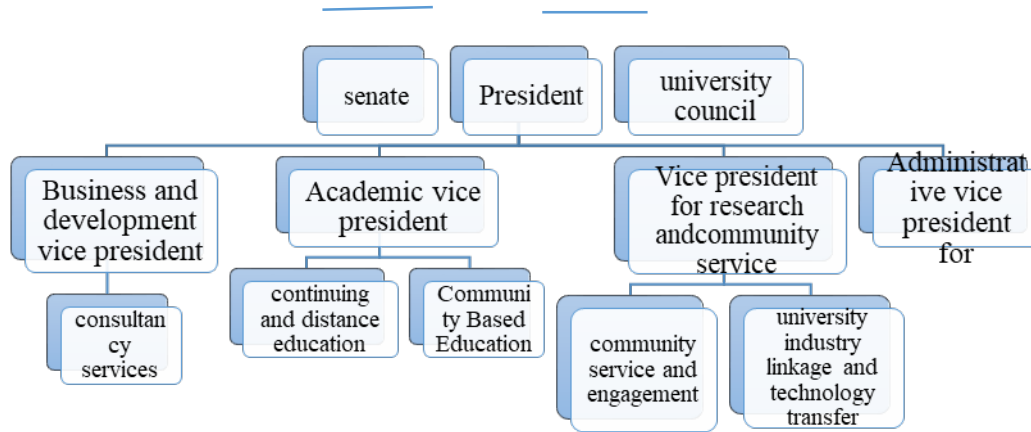 senate
President
university
council
Business and
development
vice president
Academic vice
president
Vice president
for research
andcommunity
service
Administrat
ive vice
president
for
consultan
cy
services
continuing
and distance
education
Communi
ty Based
Education
community
service and
engagement
university
industry
linkage and
technology
transfer